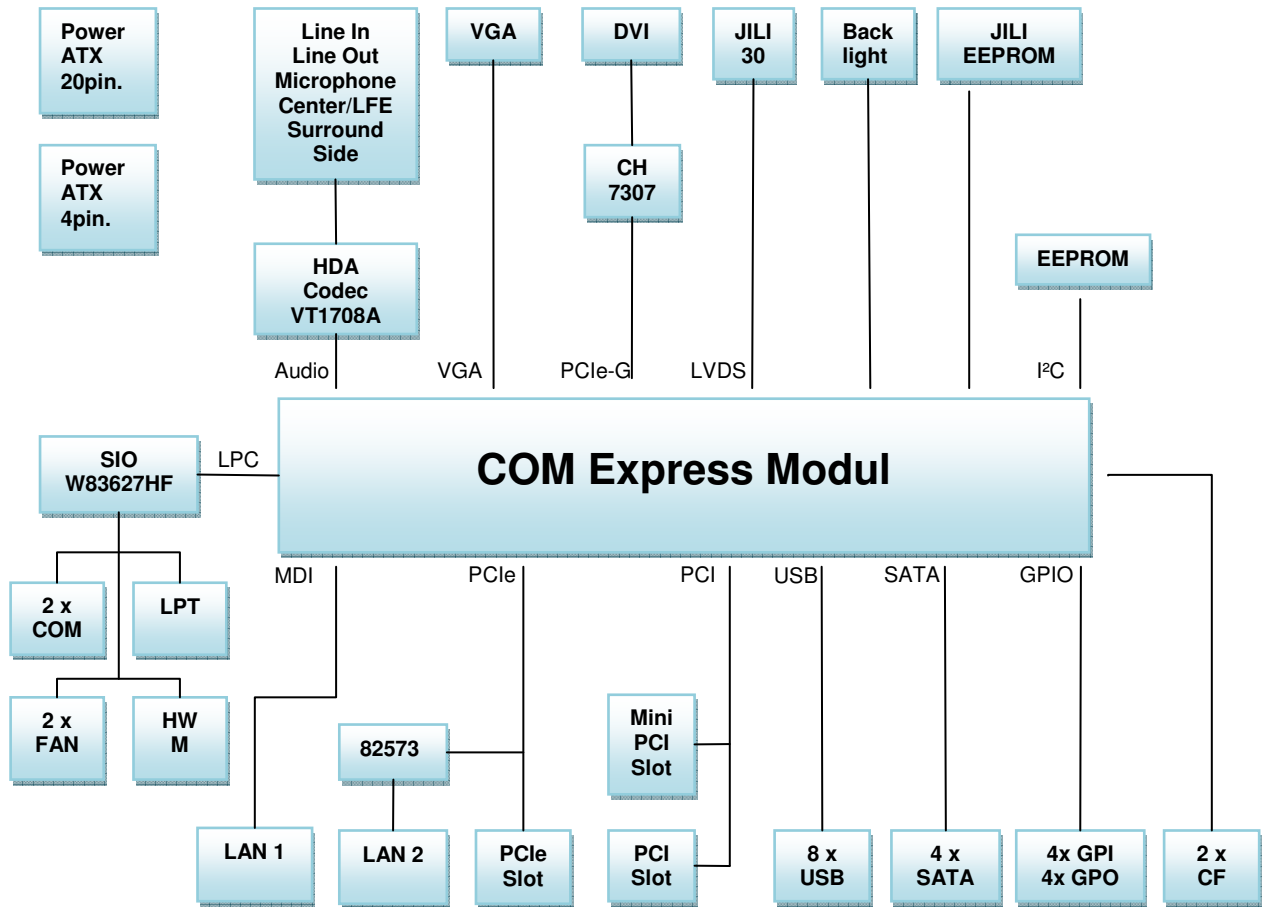 Power
ATX
20pin.
Line In
Line Out
Microphone
Center/LFE
Surround
Side
VGA
DVI
JILI
30
Back
light
JILI
EEPROM
Power
ATX
4pin.
CH
7307
HDA
Codec
VT1708A
EEPROM
Audio
VGA
PCIe-G
LVDS
I²C
SIO
W83627HF
LPC
COM Express Modul
MDI
PCIe
PCI
USB
SATA
GPIO
2 x
COM
LPT
2 x
FAN
HW
M
82573
Mini
PCI
Slot
LAN 1
LAN 2
PCIe
Slot
PCI
Slot
8 x
USB
4 x
SATA
4x GPI
4x GPO
2 x
CF